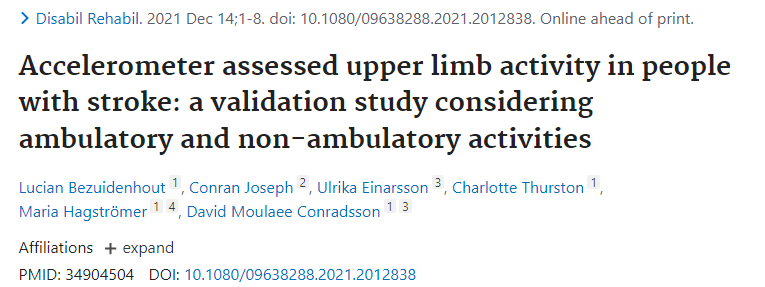 Disabil Rehabil. 2021 Dec 14;1-8. doi: 10.1080/09638288.2021.2012838. Online ahead of print.
Accelerometer assessed upper limb activity in people
with stroke: a validation study considering
ambulatory and non-ambulatory activities
Lucian Bezuidenhout 1, Conran Joseph 2, Ulrika Einarsson 3, Charlotte Thurston 1,
Maria Hagströmer 1 4, David Moulaee Conradsson 1 3
Affiliations + expand
PMID: 34904504 DOI: 10.1080/09638288.2021.2012838